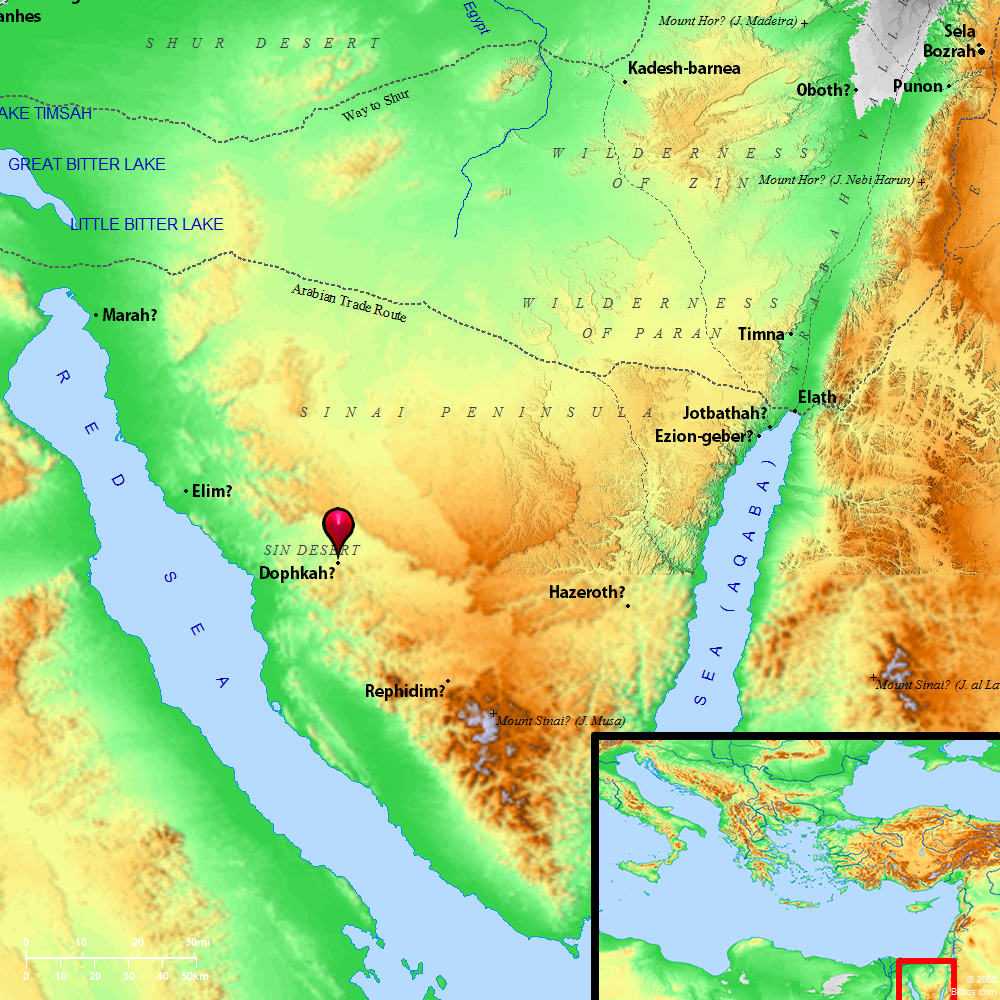 anhes
Egypt
Mount Hor? (J. Madeira)
Sela
Bozrah
SHUR DESERT
Kadesh-barnea
Oboth?
Punon
Way to Shur
AKE TIMSAH
GREAT BITTER LAKE
WILDERNESS
OF ZIN
Mount Hor? (J. Nebi Harun)
LITTLE BITTER LAKE
ARABAH VALLE
SEI
Arabian Trade Route
Marah?
WILDERNESS
OF PARAN
Timna
Elath
SINAI PENINSULA
Jotbathah?
Ezion-geber?
RED SEA
Elim?
SIN DESERT
Dophkah?
SEA (AQABA)
Hazeroth?
Rephidim?
Mount Sinai? (J. al La
Mount Sinai? (J. Musa)
0 10 20 30mi
0 10 20 30 40 50km